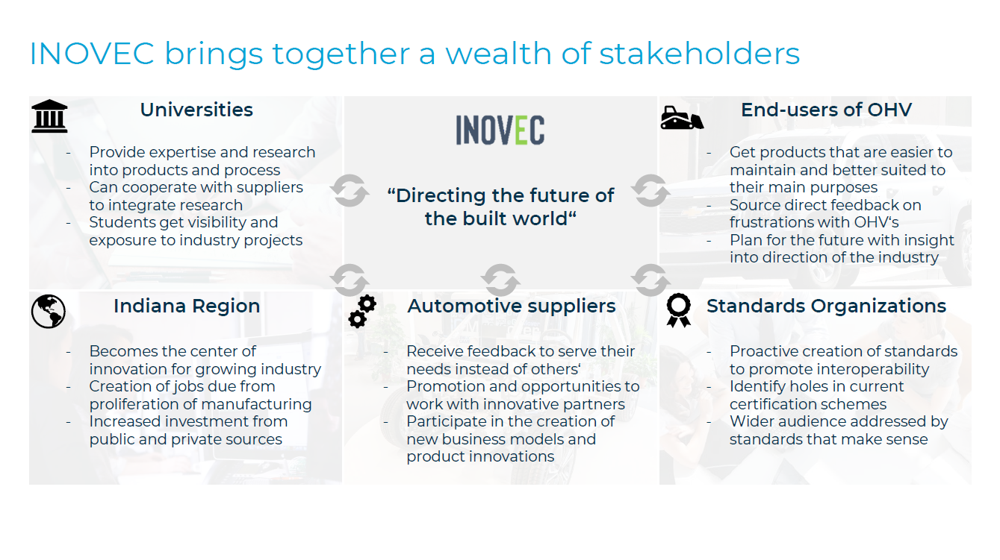 INOVEC brings together a wealth of stakeholders
Universities
- Provide expertise and research
into products and process
- Can cooperate with suppliers
to integrate research
- Students get visibility and
exposure to industry projects
INOVEC
“Directing the future of
the built world“
End-users of OHV
- Get products that are easier to
maintain and better suited to
their main purposes
- Source direct feedback on
frustrations with OHV‘s
- Plan for the future with insight
into direction of the industry
Indiana Region
- Becomes the center of
innovation for growing industry
- Creation of jobs due from
proliferation of manufacturing
- Increased investment from
public and private sources
Automotive suppliers
- Receive feedback to serve their
needs instead of others‘
- Promotion and opportunities to
work with innovative partners
- Participate in the creation of
new business models and
product innovations
Standards Organizations
- Proactive creation of standards
to promote interoperability
- Identify holes in current
certification schemes
- Wider audience addressed by
standards that make sense